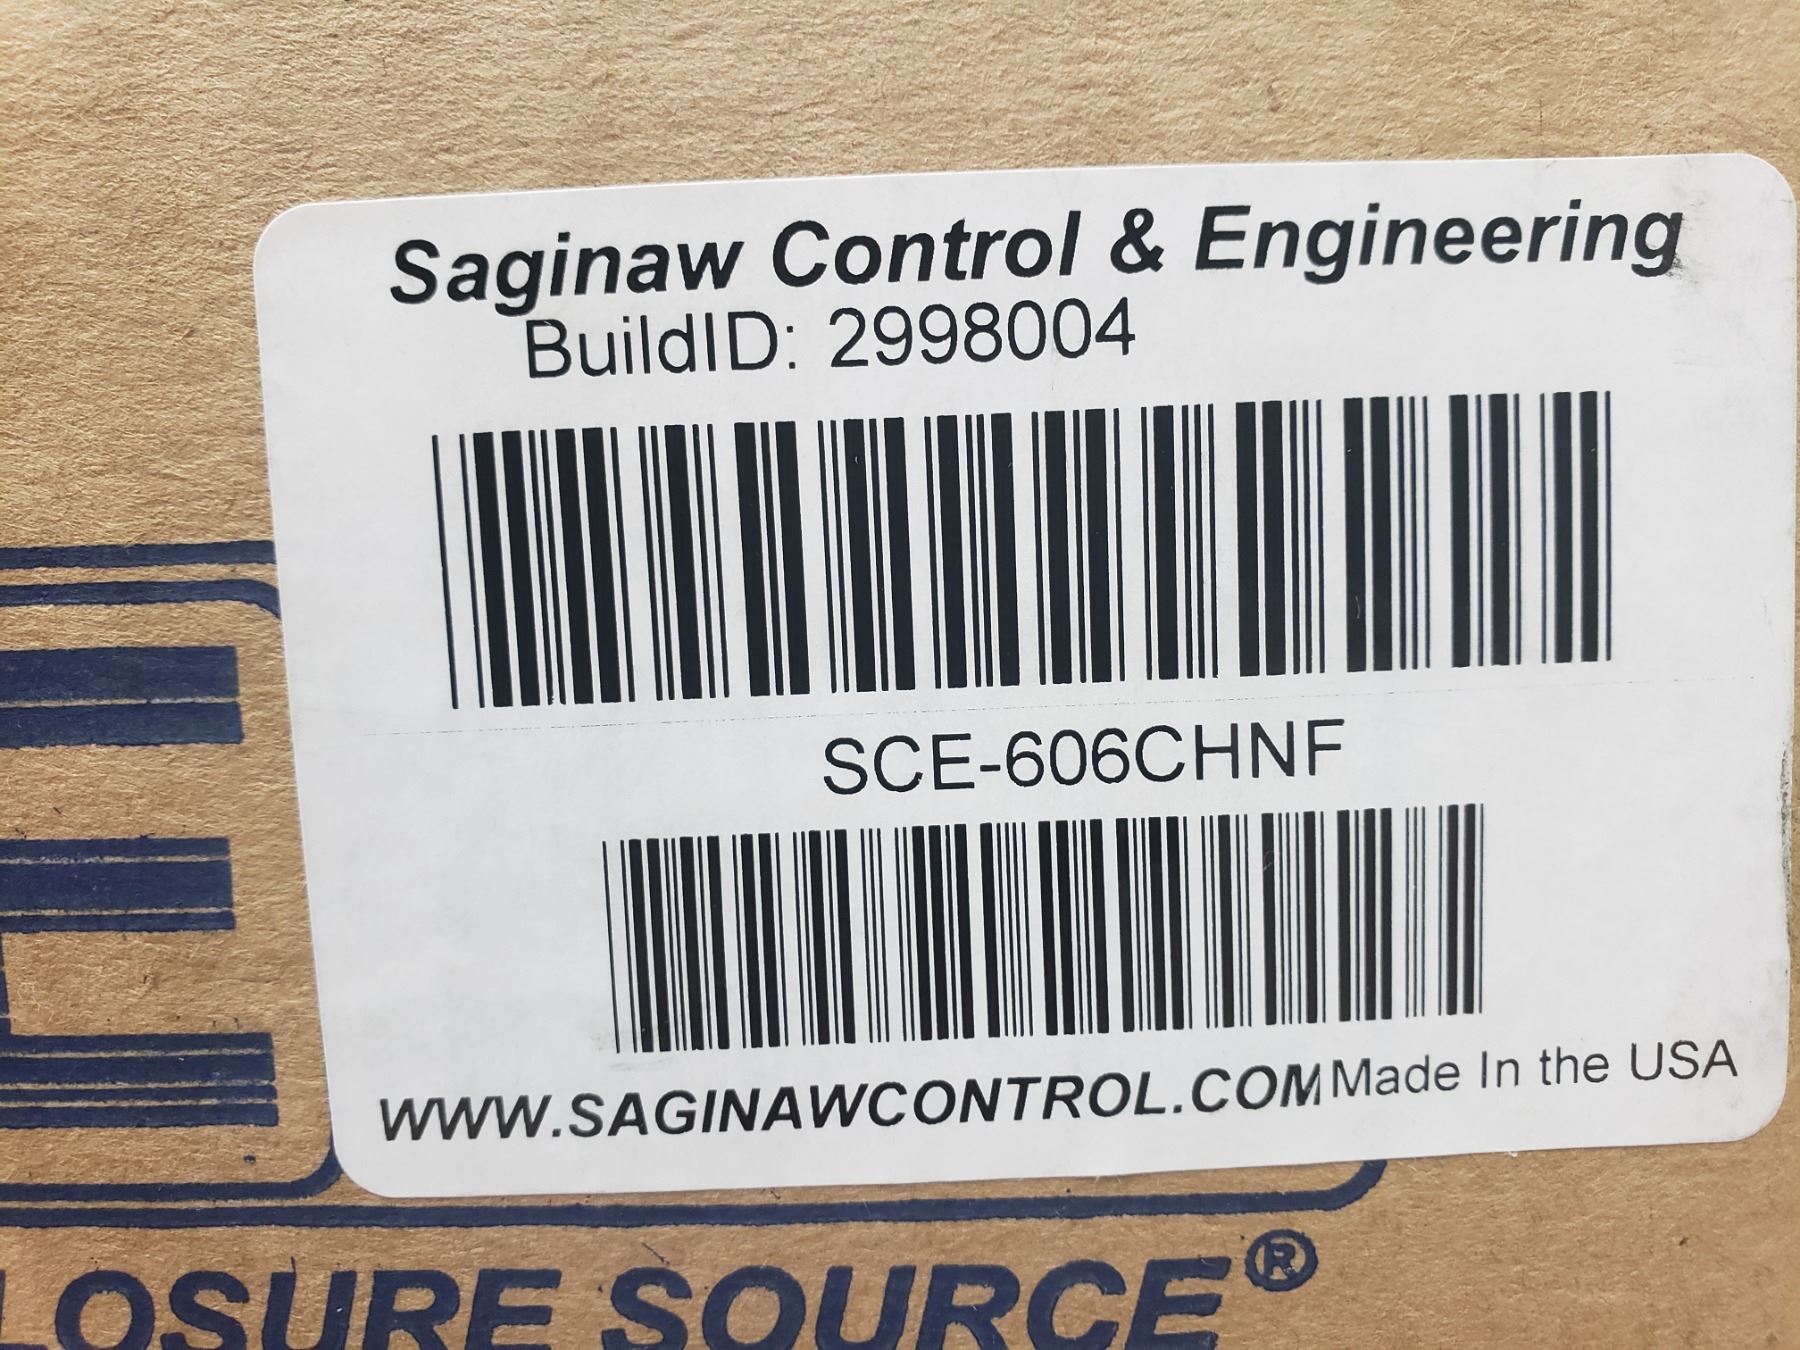 Saginaw Control & Engineering
BuildID: 2998004
SCE-606CHNF
WWW.SAGINAWCONTROL.COM Made In the USA
LOSURE SOURCE®